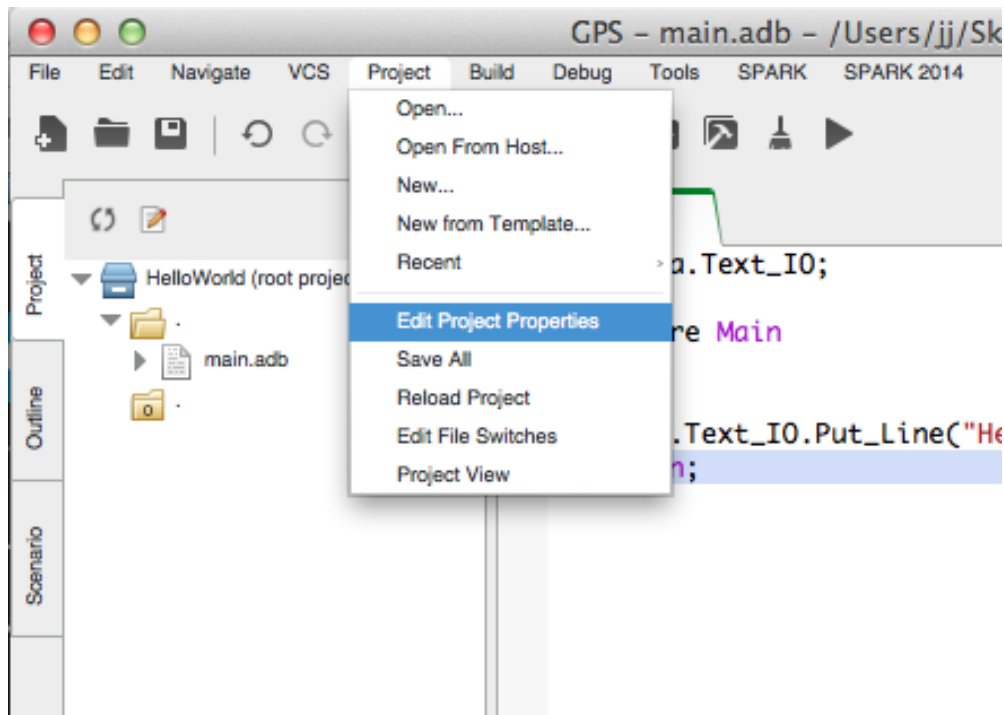 GPS – main.adb – /Users/jj/Sk
File Edit Navigate VCS Project Build Debug Tools SPARK SPARK 2014
Open...
Open From Host...
New...
New from Template...
Recent
Edit Project Properties
Save All
Reload Project
Edit File Switches
Project View
Project
Outline
Scenario
HelloWorld (root projec
.
main.adb
o .
a.Text_IO;
re Main
.Text_IO.Put_Line("He
n;